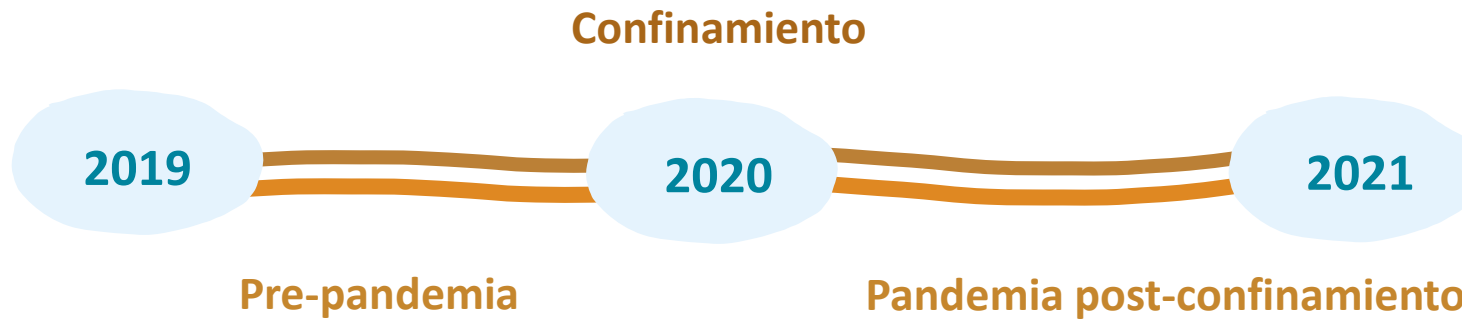 Confinamiento
2019
2020
2021
Pre-pandemia
Pandemia post-confinamiento